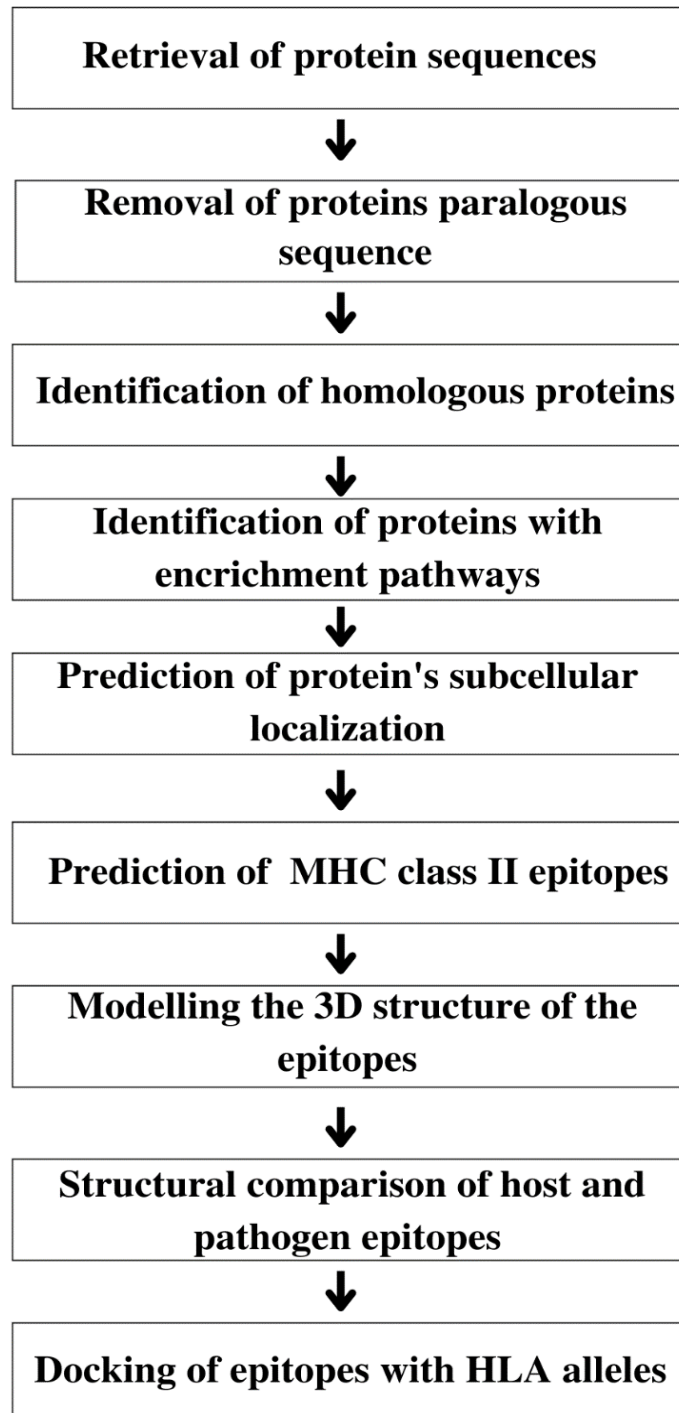 Retrieval of protein sequences
Removal of proteins paralogous
sequence
Identification of homologous proteins
Identification of proteins with
encrichment pathways
Prediction of protein's subcellular
localization
Prediction of MHC class II epitopes
Modelling the 3D structure of the
epitopes
Structural comparison of host and
pathogen epitopes
Docking of epitopes with HLA alleles